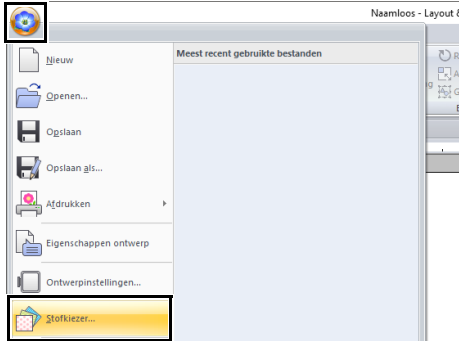 Naamloos - Layout &
Meest recent gebruikte bestanden
Nieuw
Openen...
Opslaan
Opslaan als...
Afdrukken
Eigenschappen ontwerp
Ontwerpinstellingen...
Stofkiezer...